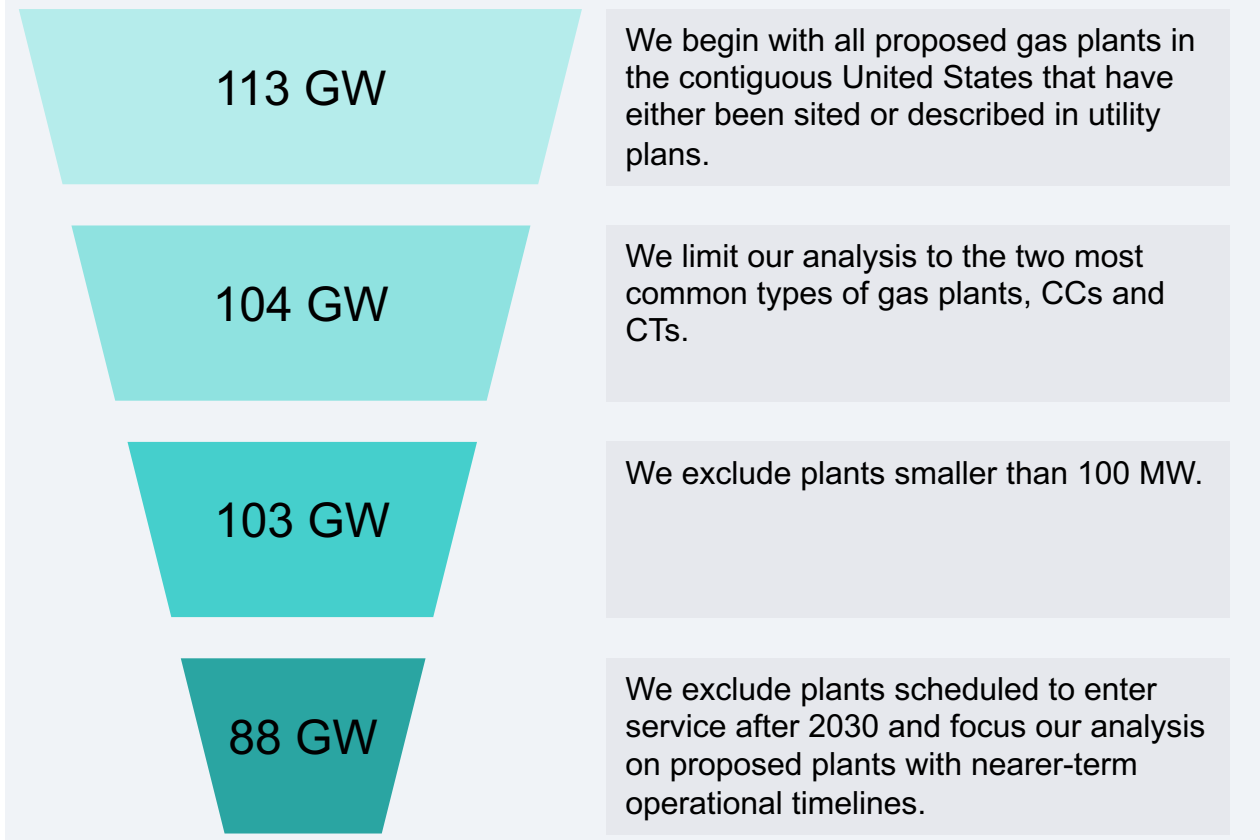 113 GW
We begin with all proposed gas plants in
the contiguous United States that have
either been sited or described in utility
plans.
104 GW
We limit our analysis to the two most
common types of gas plants, CCs and
CTs.
103 GW
We exclude plants smaller than 100 MW.
88 GW
We exclude plants scheduled to enter
service after 2030 and focus our analysis
on proposed plants with nearer-term
operational timelines.